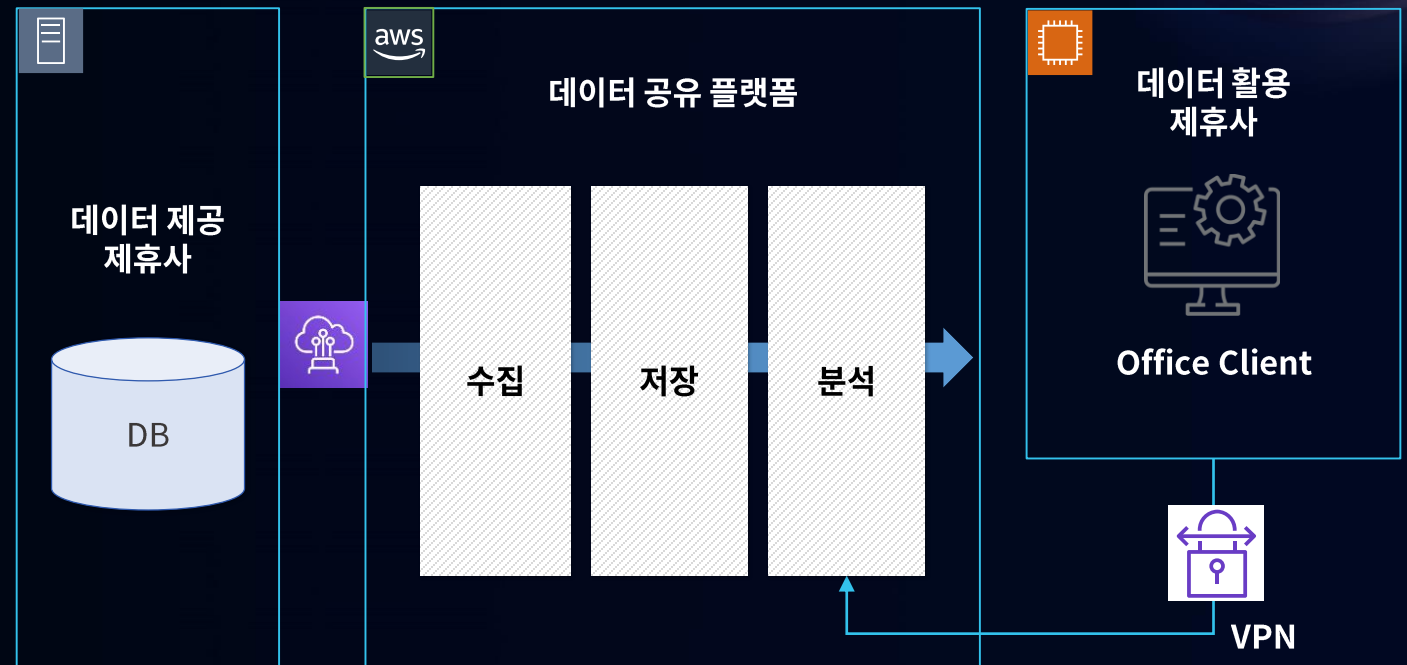 데이터 제공
제휴사
DB
aws
데이터 공유 플랫폼
수집
저장
분석
데이터 활용
제휴사
Office Client
VPN